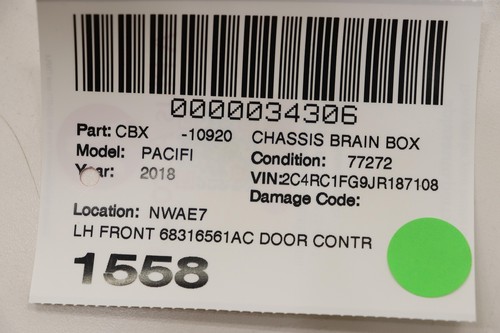 0000034306
Part: CBX -10920 CHASSIS BRAIN BOX
Model: PACIFI Condition: 77272
Year: 2018 VIN:2C4RC1FG9JR187108
Damage Code:
Location: NWAE7
LH FRONT 68316561AC DOOR CONTR
1558